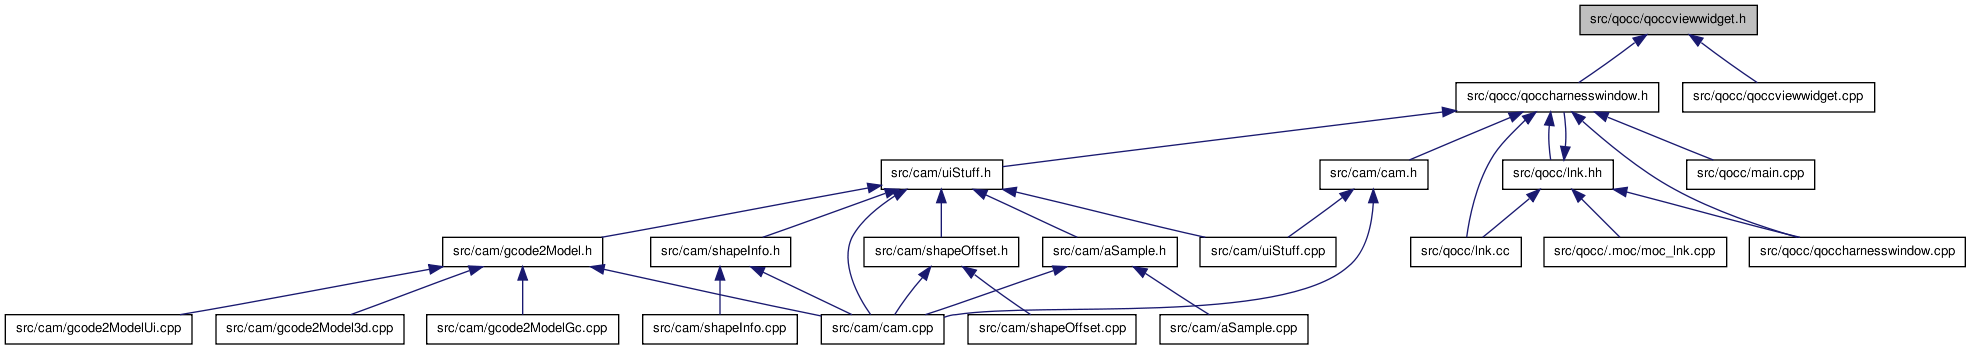 src/qocc/qoccviewwidget.h
src/qocc/qoccharnesswindow.h
src/qocc/qoccviewwidget.cpp
src/cam/uiStuff.h
src/cam/cam.h
src/qocc/lnk.hh
src/qocc/main.cpp
src/cam/gcode2Model.h
src/cam/shapeInfo.h
src/cam/shapeOffset.h
src/cam/aSample.h
src/cam/uiStuff.cpp
src/qocc/lnk.cc
src/qocc/.moc/moc_lnk.cpp
src/qocc/qoccharnesswindow.cpp
src/cam/gcode2ModelUi.cpp
src/cam/gcode2Model3d.cpp
src/cam/gcode2ModelGc.cpp
src/cam/shapeInfo.cpp
src/cam/cam.cpp
src/cam/shapeOffset.cpp
src/cam/aSample.cpp